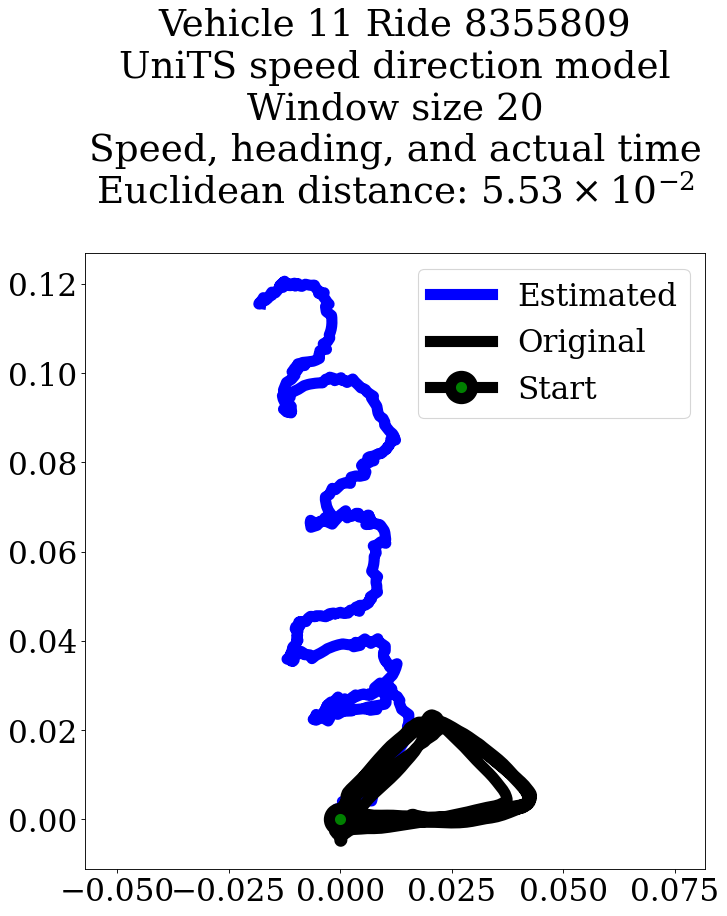 Vehicle 11 Ride 8355809
UniTS speed direction model
Window size 20
Speed, heading, and actual time
Euclidean distance: 5.53 × 10⁻²
Estimated
Original
Start
0.12
0.10
0.08
0.06
0.04
0.02
0.00
−0.050 −0.025 0.000 0.025 0.050 0.075